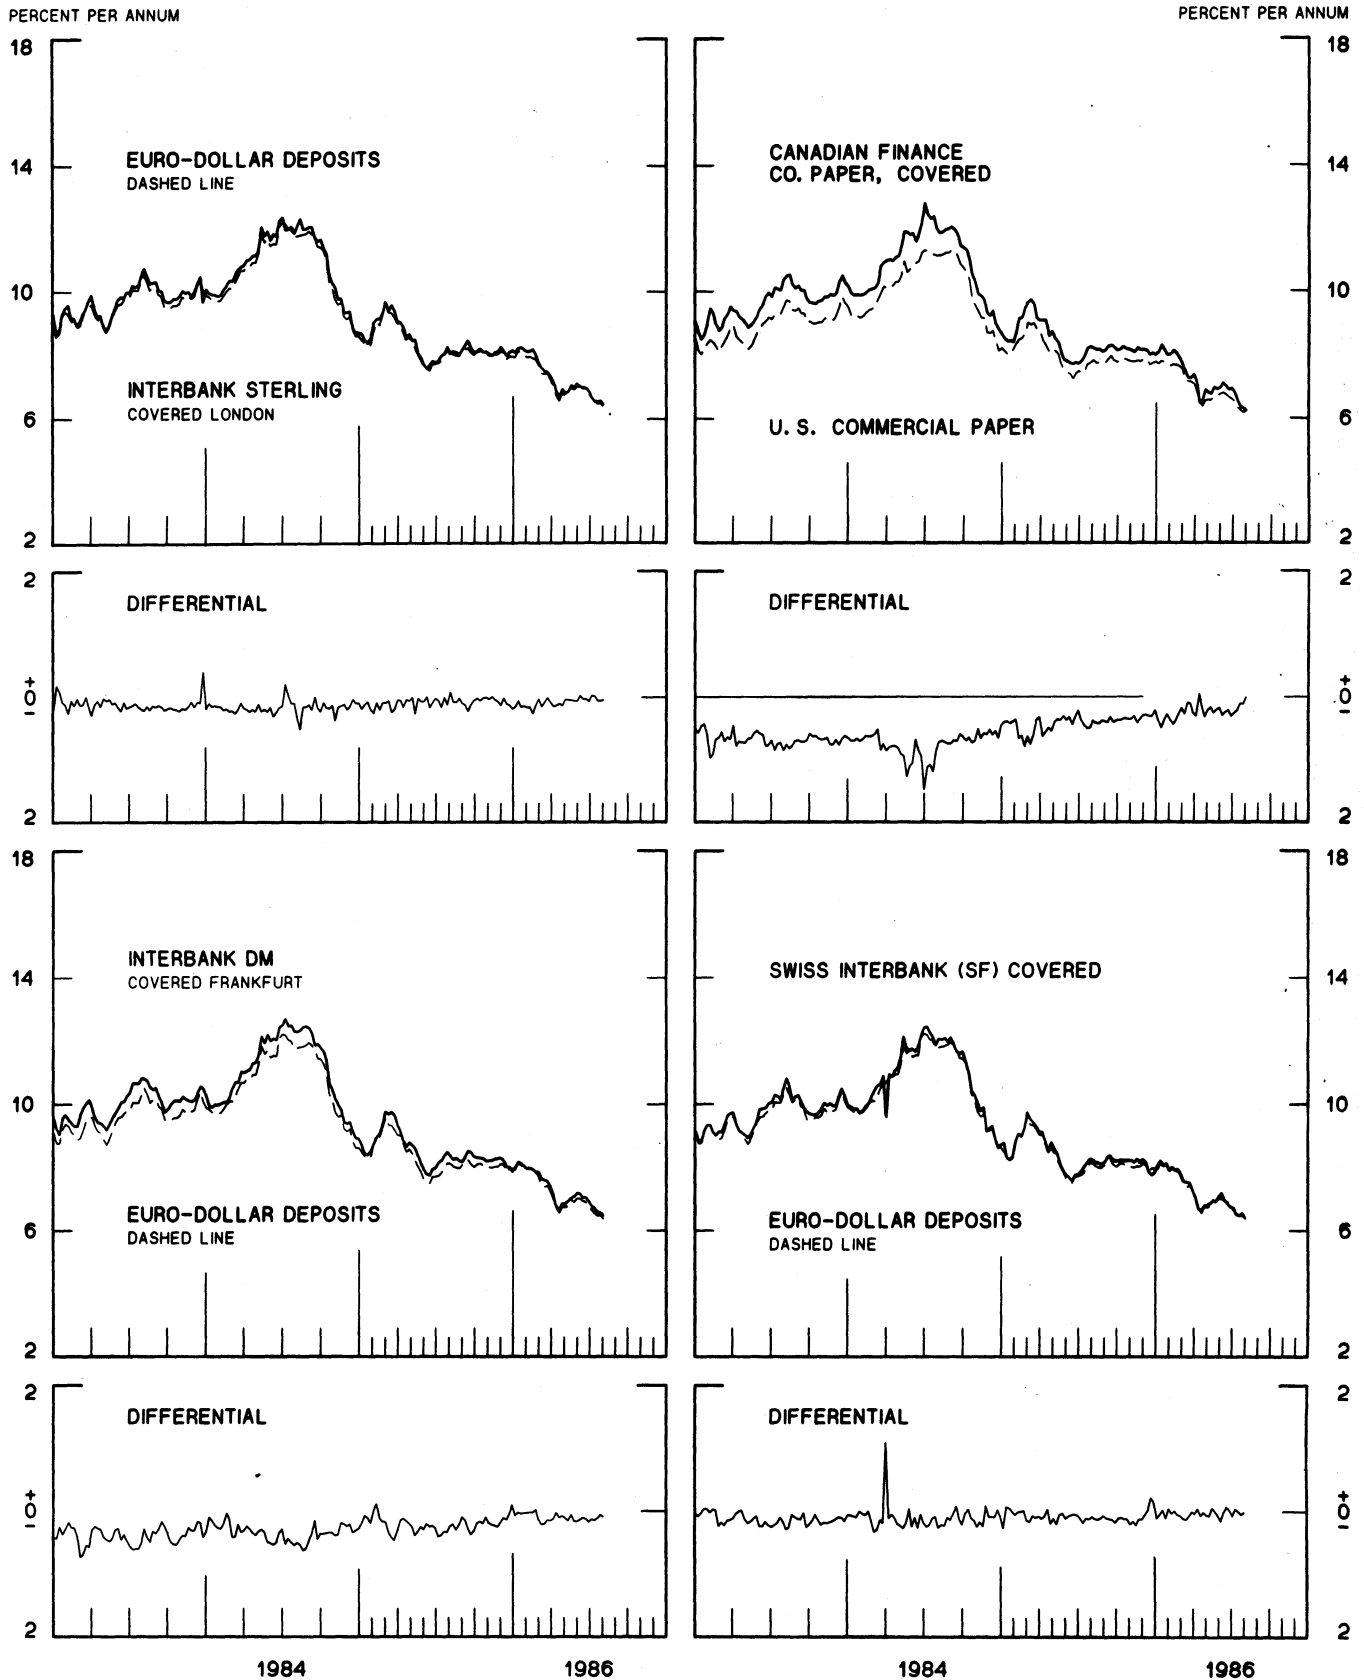 PERCENT PER ANNUM
PERCENT PER ANNUM
18
18
EURO-DOLLAR DEPOSITS
DASHED LINE
CANADIAN FINANCE
CO. PAPER, COVERED
14
14
10
10
INTERBANK STERLING
COVERED LONDON
U. S. COMMERCIAL PAPER
6
6
2
2
2
2
DIFFERENTIAL
DIFFERENTIAL
+
0
−
+
0
−
2
2
18
18
INTERBANK DM
COVERED FRANKFURT
SWISS INTERBANK (SF) COVERED
14
14
10
10
EURO-DOLLAR DEPOSITS
DASHED LINE
EURO-DOLLAR DEPOSITS
DASHED LINE
6
6
2
2
2
2
DIFFERENTIAL
DIFFERENTIAL
+
0
−
+
0
−
2
2
1984
1986
1984
1986